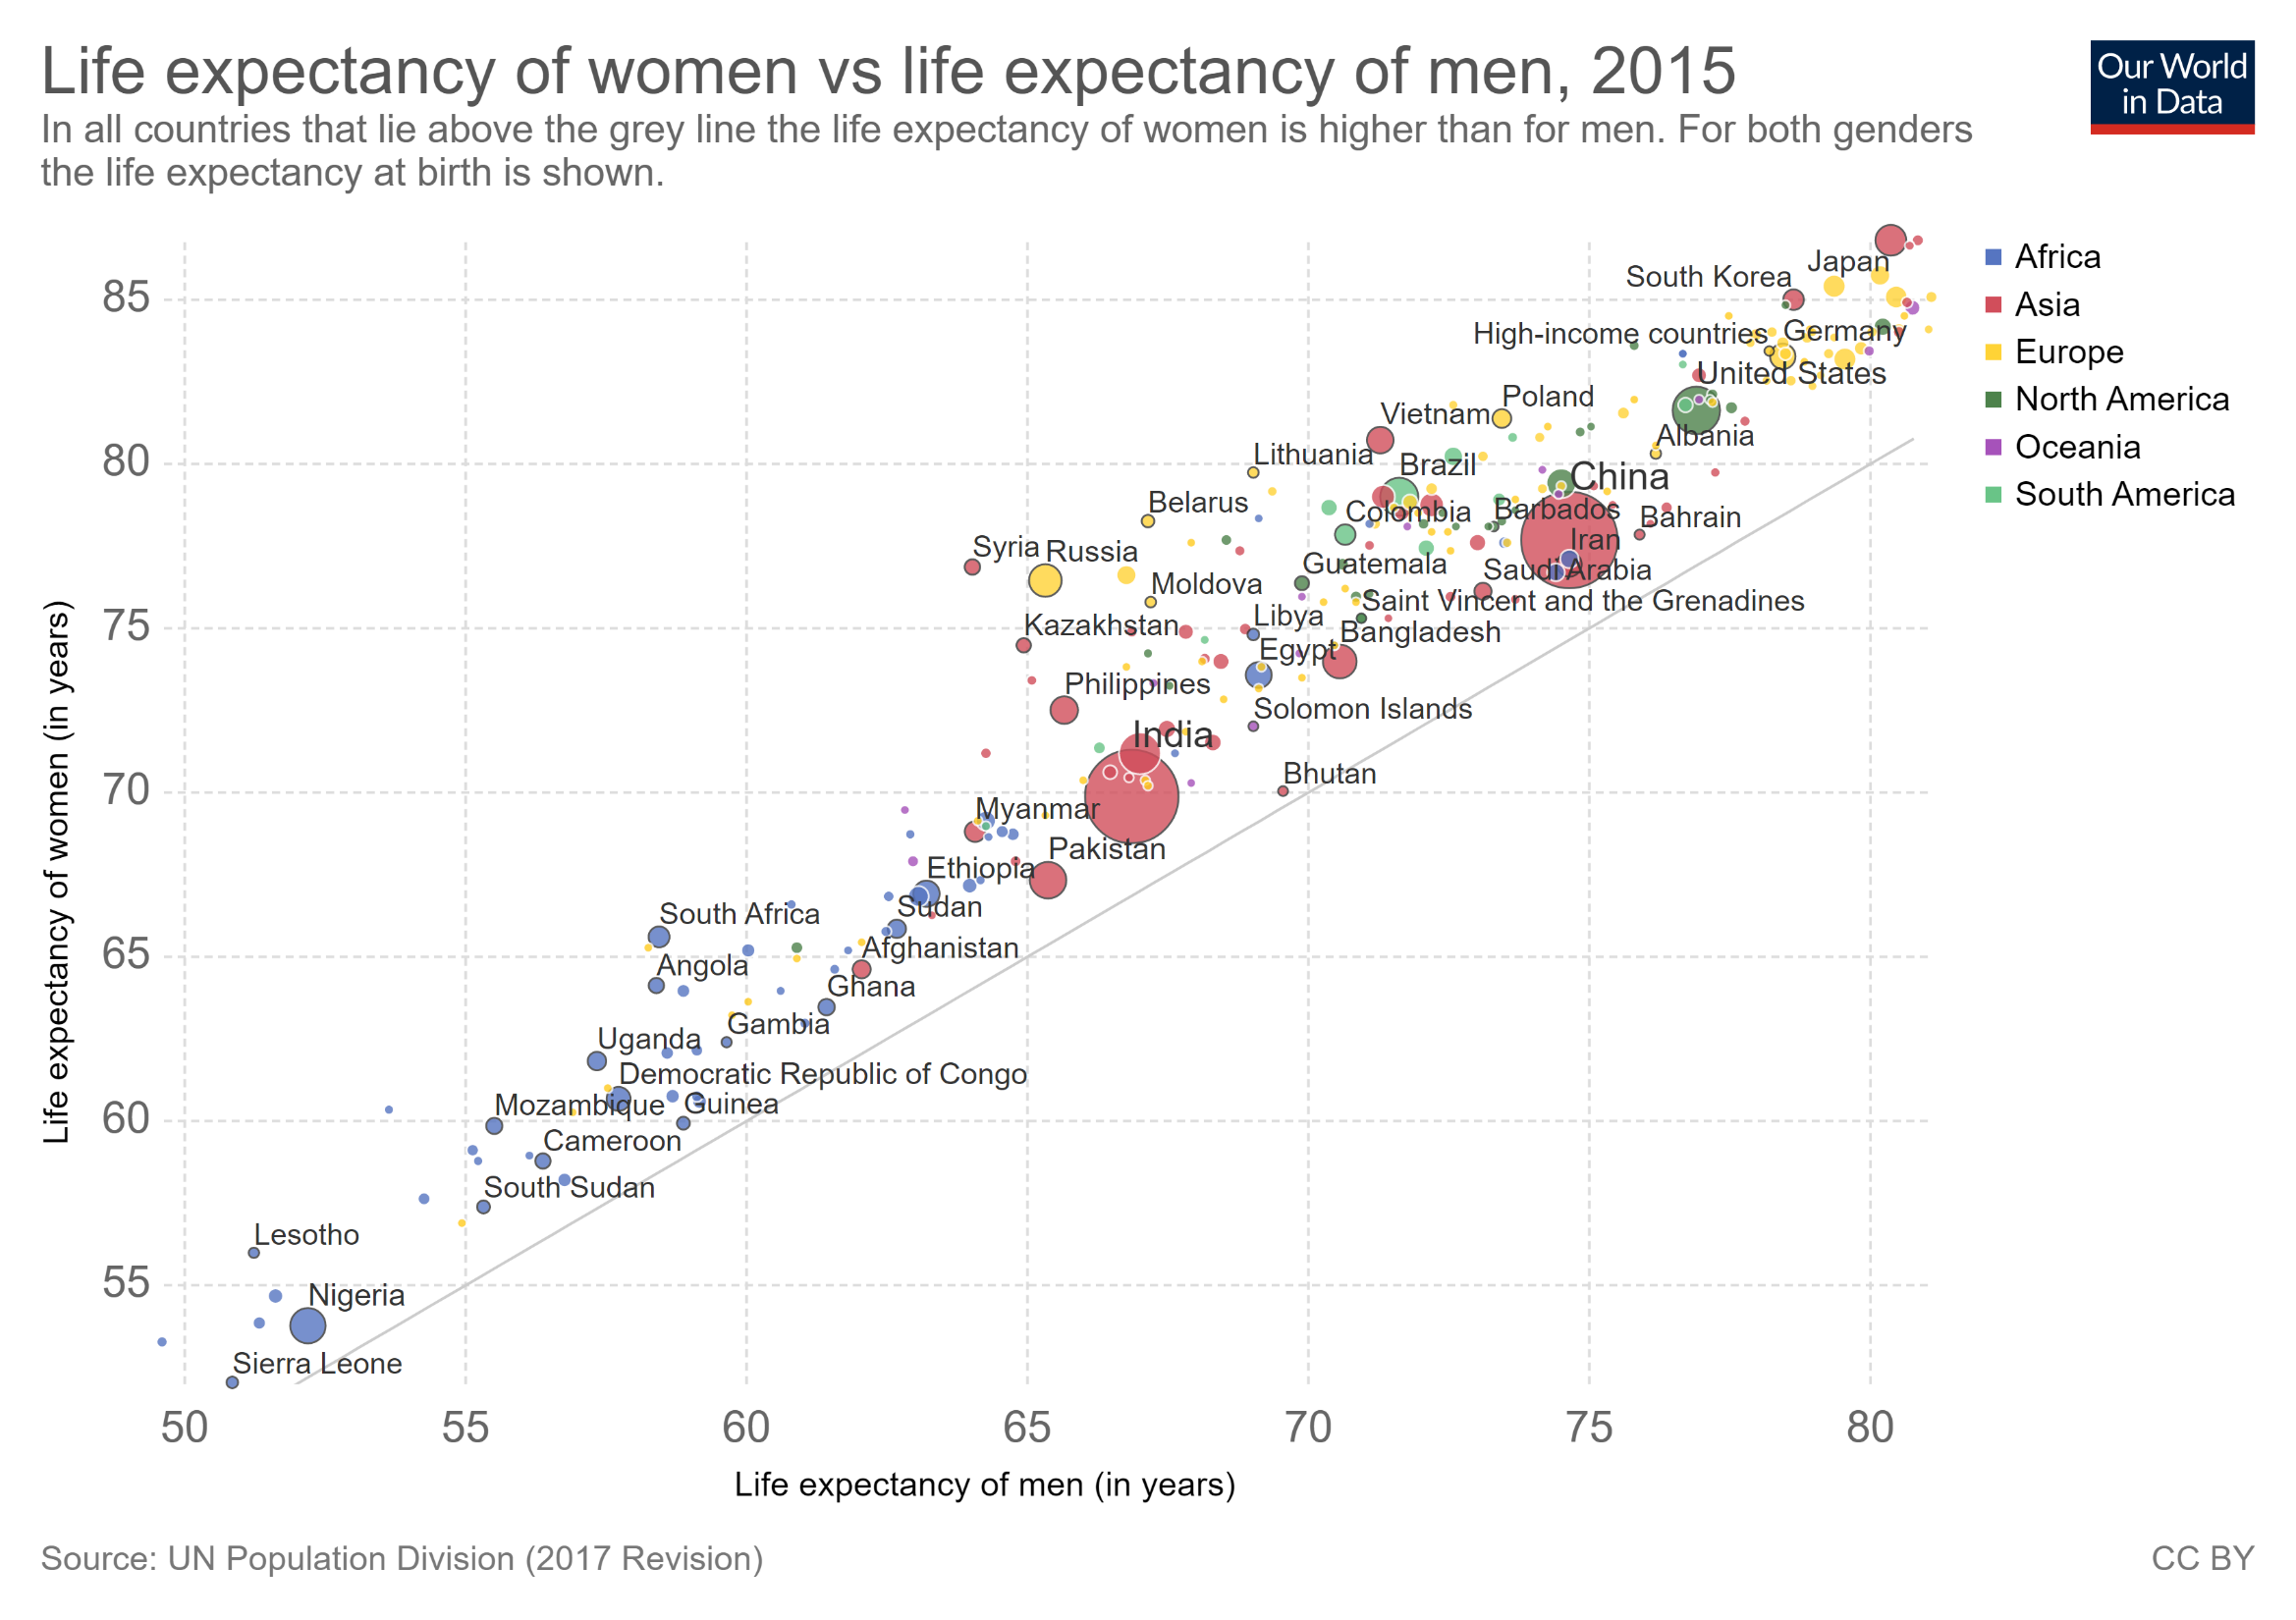 Life expectancy of women vs life expectancy of men, 2015
In all countries that lie above the grey line the life expectancy of women is higher than for men. For both genders
the life expectancy at birth is shown.
Our World
in Data
Africa
Asia
Europe
North America
Oceania
South America
Life expectancy of women (in years)
85
80
75
70
65
60
55
Japan
South Korea
High-income countries
Germany
United States
Poland
Vietnam
Albania
Lithuania
Brazil
China
Belarus
Colombia
Barbados
Bahrain
Syria
Russia
Iran
Guatemala
Saudi Arabia
Moldova
Saint Vincent and the Grenadines
Kazakhstan
Libya
Bangladesh
Egypt
Philippines
Solomon Islands
India
Bhutan
Myanmar
Pakistan
Ethiopia
Sudan
South Africa
Afghanistan
Angola
Ghana
Gambia
Uganda
Democratic Republic of Congo
Mozambique
Guinea
Cameroon
South Sudan
Lesotho
Nigeria
Sierra Leone
50
55
60
65
70
75
80
Life expectancy of men (in years)
Source: UN Population Division (2017 Revision)
CC BY